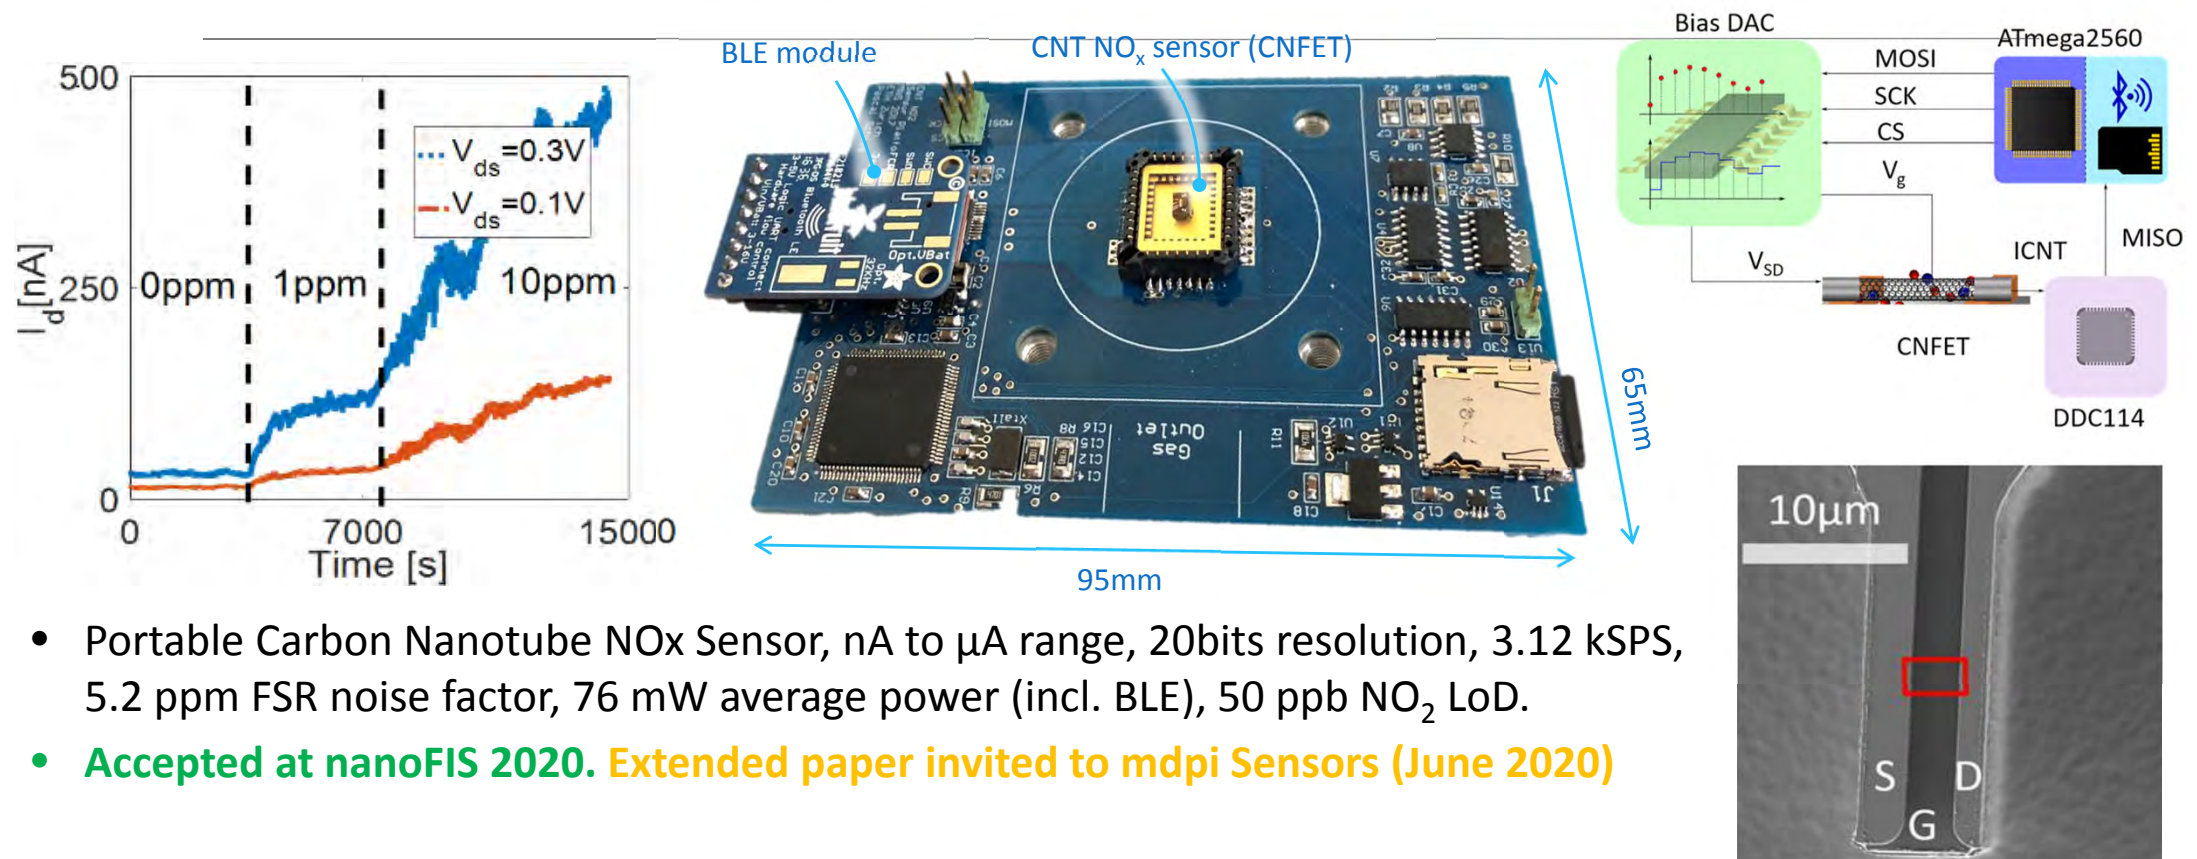 BLE module
CNT NOx sensor (CNFET)
Bias DAC
ATmega2560
MOSI
SCK
CS
Vg
VSD
ICNT
MISO
CNFET
DDC114
500
250
0
Id[nA]
Vds=0.3V
Vds=0.1V
0ppm
1ppm
10ppm
0
7000
15000
Time [s]
Gas
Outlet
Opt.VBat
J1
95mm
65mm
10µm
S
D
G
• Portable Carbon Nanotube NOx Sensor, nA to µA range, 20bits resolution, 3.12 kSPS,
5.2 ppm FSR noise factor, 76 mW average power (incl. BLE), 50 ppb NO2 LoD.
• Accepted at nanoFIS 2020. Extended paper invited to mdpi Sensors (June 2020)